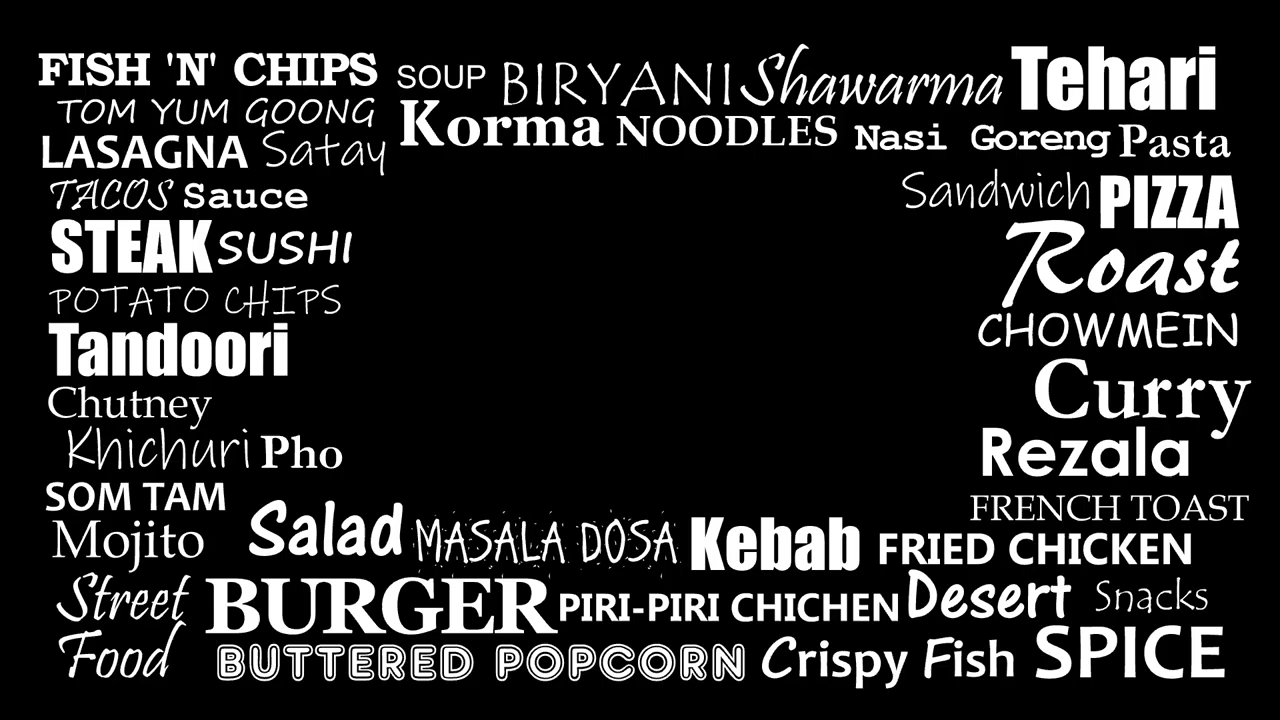 FISH 'N' CHIPS SOUP BIRYANI Shawarma Tehari
TOM YUM GOONG Korma NOODLES Nasi Goreng Pasta
LASAGNA Satay
TACOS Sauce Sandwich PIZZA
STEAK SUSHI Roast
POTATO CHIPS CHOWMEIN
Tandoori
Chutney Curry
Khichuri Pho Rezala
SOM TAM FRENCH TOAST
Mojito Salad MASALA DOSA Kebab FRIED CHICKEN
Street BURGER PIRI-PIRI CHICHEN Desert Snacks
Food BUTTERED POPCORN Crispy Fish SPICE